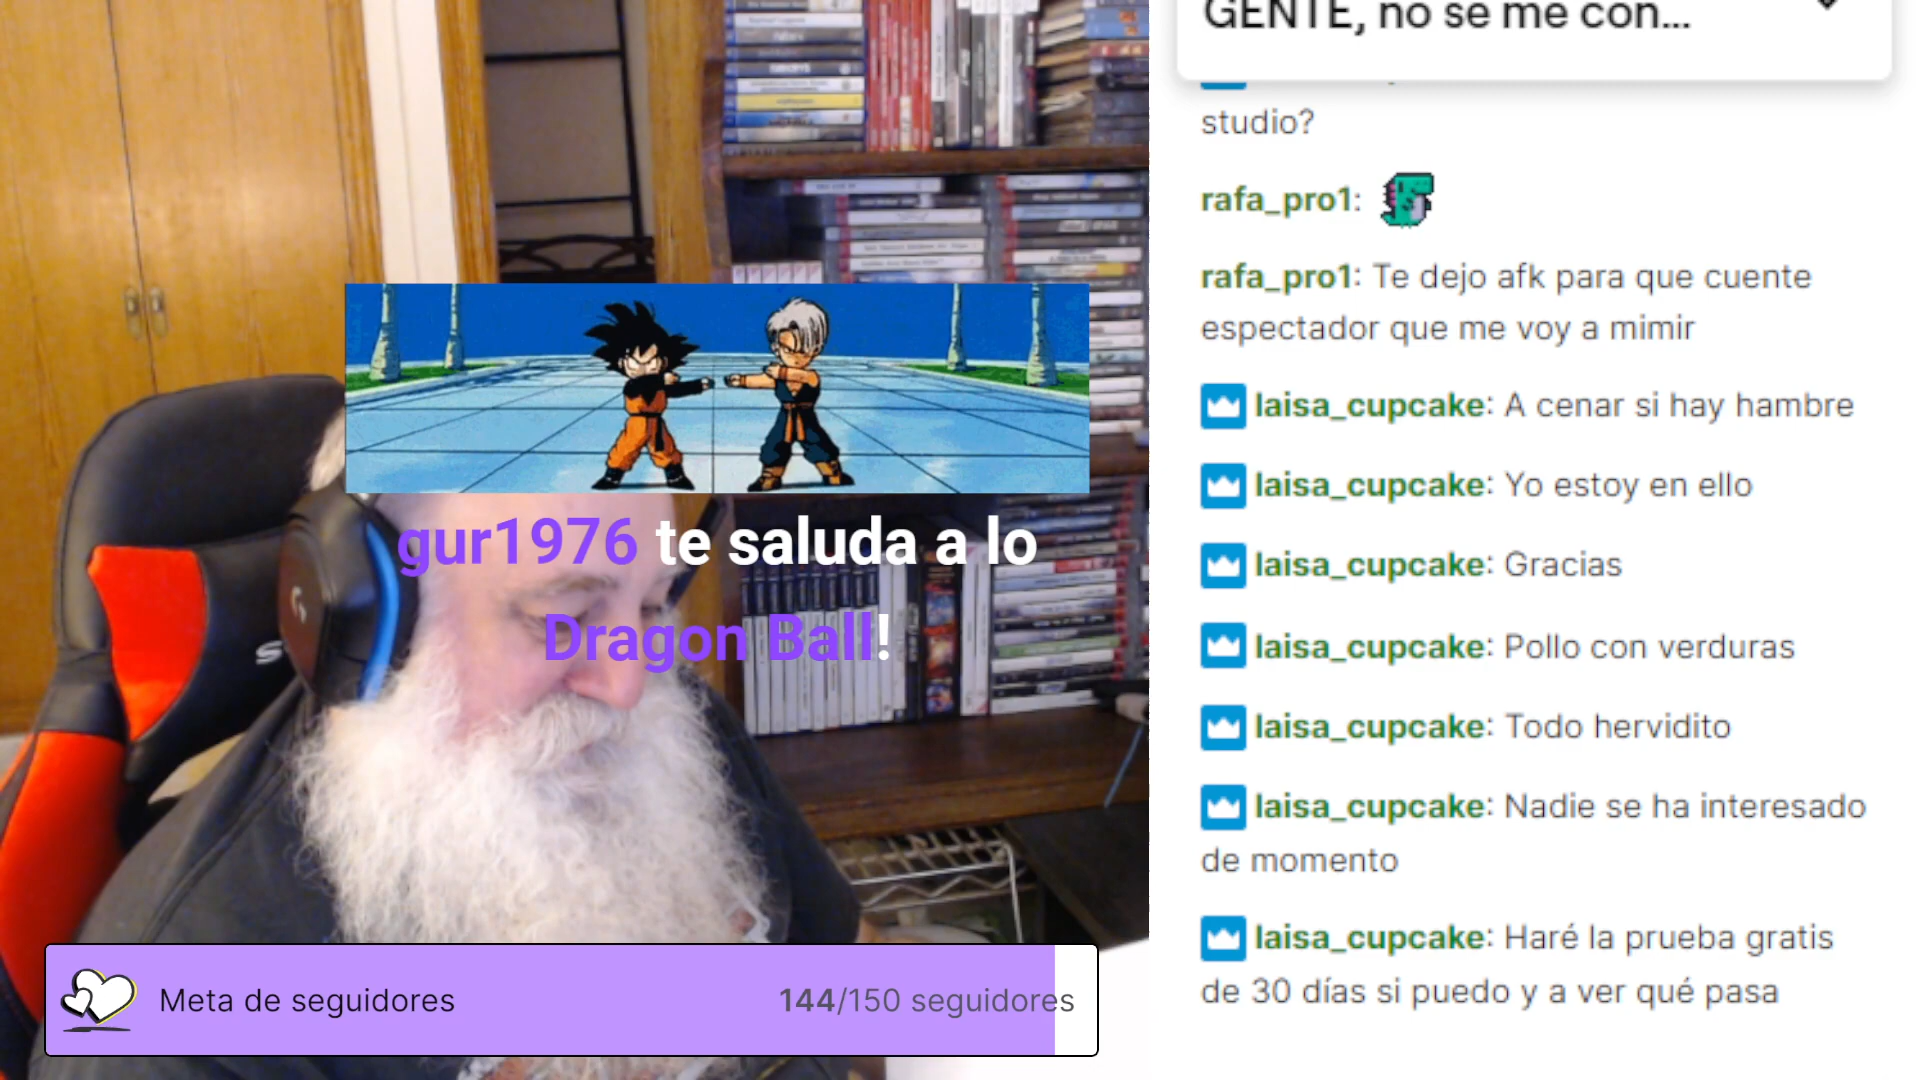 GENTE, no se me con...
studio?
rafa_pro1:
rafa_pro1: Te dejo afk para que cuente
espectador que me voy a mimir
laisa_cupcake: A cenar si hay hambre
laisa_cupcake: Yo estoy en ello
laisa_cupcake: Gracias
laisa_cupcake: Pollo con verduras
laisa_cupcake: Todo hervidito
laisa_cupcake: Nadie se ha interesado
de momento
laisa_cupcake: Haré la prueba gratis
de 30 días si puedo y a ver qué pasa
gur1976 te saluda a lo
Dragon Ball!
Meta de seguidores
144/150 seguidores